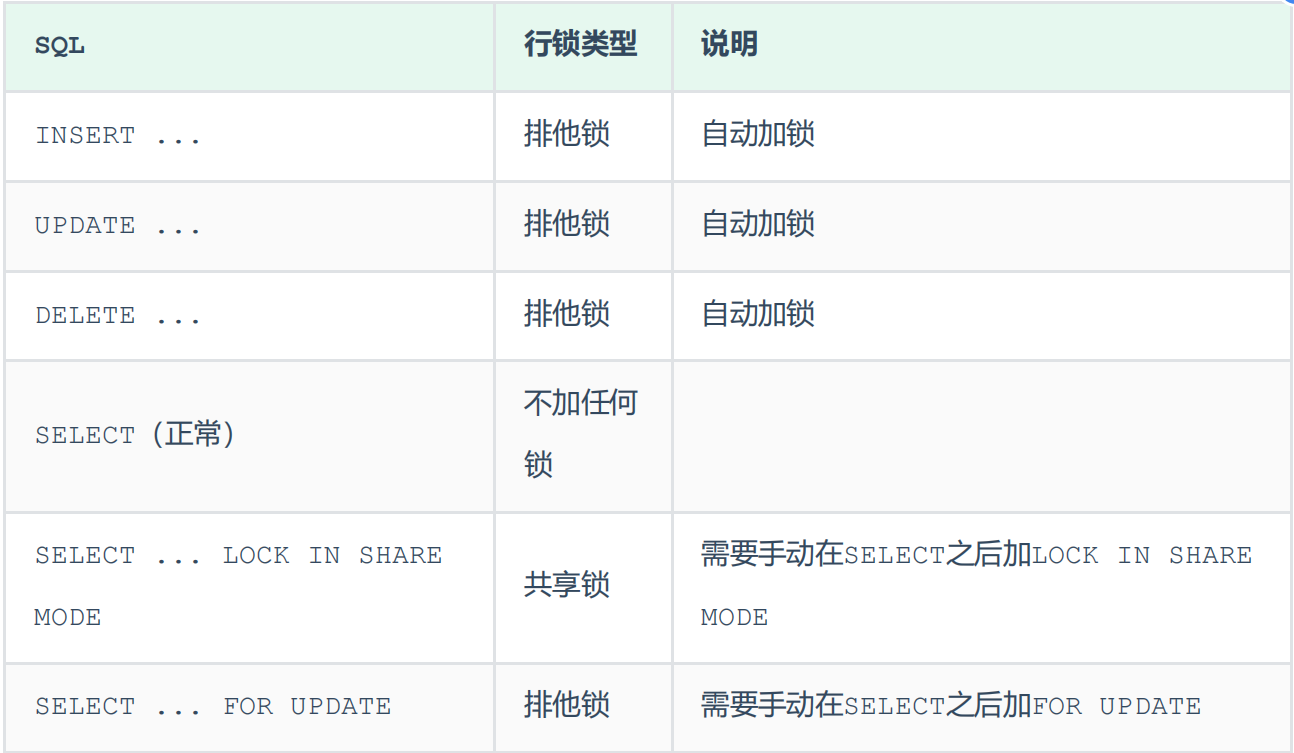 SQL 行锁类型 说明
INSERT ... 排他锁 自动加锁
UPDATE ... 排他锁 自动加锁
DELETE ... 排他锁 自动加锁
SELECT（正常） 不加任何
锁
SELECT ... LOCK IN SHARE
MODE
共享锁
需要手动在SELECT之后加LOCK IN SHARE
MODE
SELECT ... FOR UPDATE 排他锁 需要手动在SELECT之后加FOR UPDATE